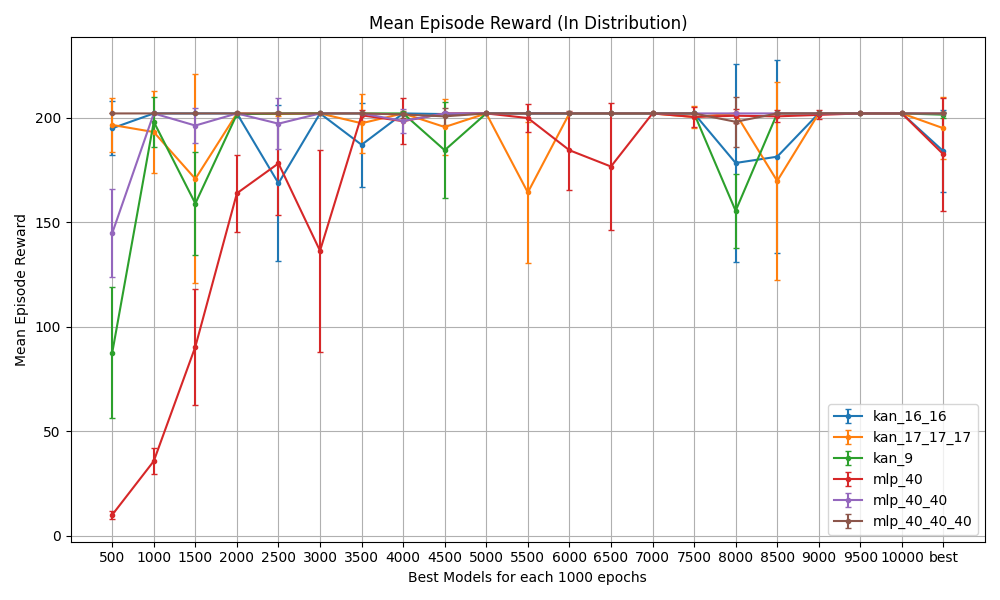 Mean Episode Reward (In Distribution)
Mean Episode Reward
200
150
100
50
0
kan_16_16
kan_17_17_17
kan_9
mlp_40
mlp_40_40
mlp_40_40_40
500 1000 1500 2000 2500 3000 3500 4000 4500 5000 5500 6000 6500 7000 7500 8000 8500 9000 9500 10000 best
Best Models for each 1000 epochs